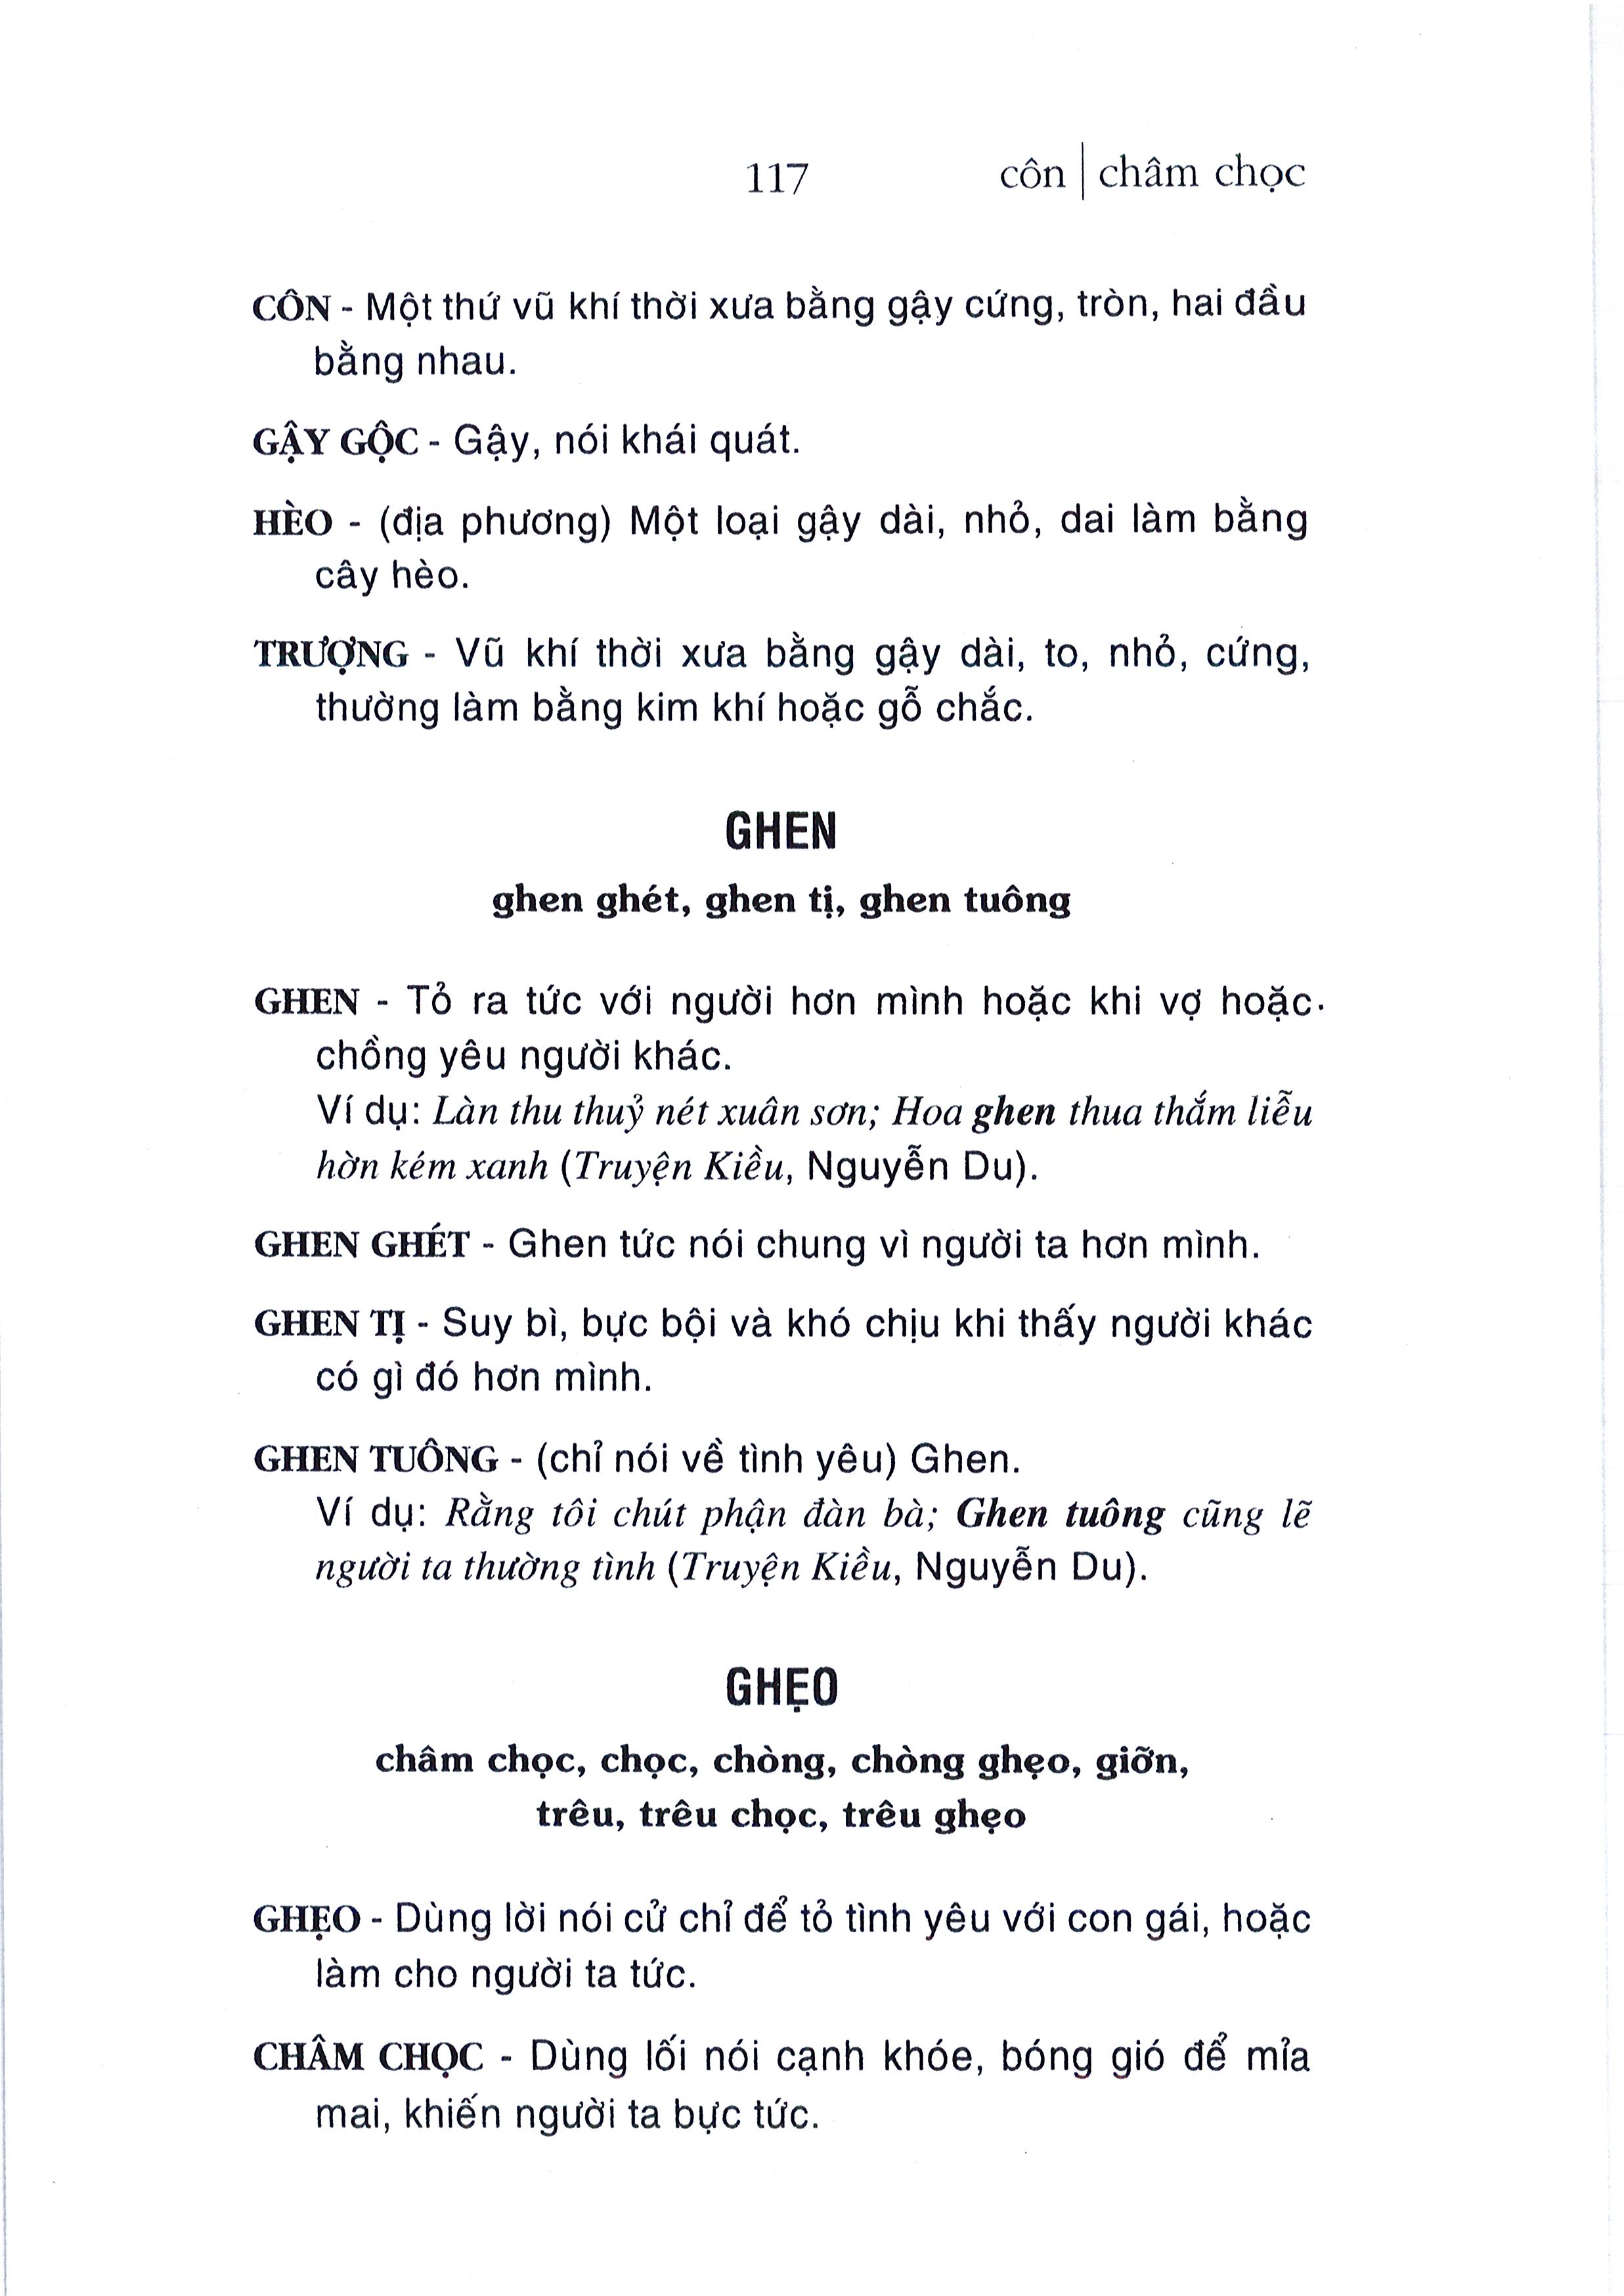 117
côn | châm chọc
CÔN - Một thứ vũ khí thời xưa bằng gậy cứng, tròn, hai đầu
bằng nhau.
GẬY GỘC - Gậy, nói khái quát.
HÈO - (địa phương) Một loại gậy dài, nhỏ, dai làm bằng
cây hèo.
TRƯỢNG - Vũ khí thời xưa bằng gậy dài, to, nhỏ, cứng,
thường làm bằng kim khí hoặc gỗ chắc.
GHEN
ghen ghét, ghen tị, ghen tuông
GHEN - Tỏ ra tức với người hơn mình hoặc khi vợ hoặc
chồng yêu người khác.
Ví dụ: Làn thu thuỷ nét xuân sơn; Hoa ghen thua thắm liễu
hờn kém xanh (Truyện Kiều, Nguyễn Du).
GHEN GHÉT - Ghen tức nói chung vì người ta hơn mình.
GHEN TỊ - Suy bì, bực bội và khó chịu khi thấy người khác
có gì đó hơn mình.
GHEN TUÔNG - (chỉ nói về tình yêu) Ghen.
Ví dụ: Rằng tôi chút phận đàn bà; Ghen tuông cũng lẽ
người ta thường tình (Truyện Kiều, Nguyễn Du).
GHẸO
châm chọc, chọc, chòng, chòng ghẹo, giỡn,
trêu, trêu chọc, trêu ghẹo
GHẸO - Dùng lời nói cử chỉ để tỏ tình yêu với con gái, hoặc
làm cho người ta tức.
CHÂM CHỌC - Dùng lối nói cạnh khóe, bóng gió để mỉa
mai, khiến người ta bực tức.